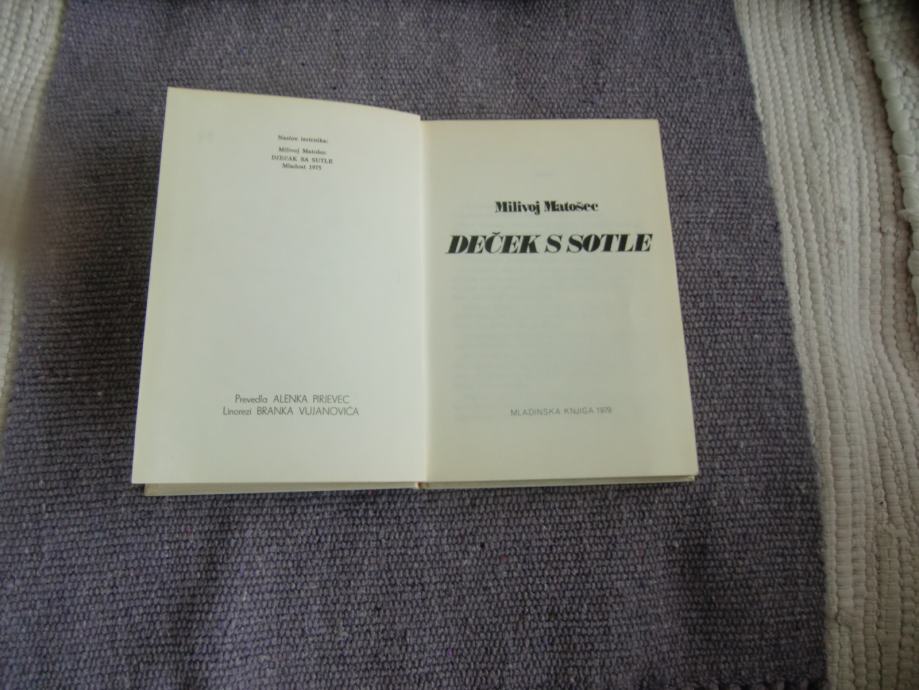 Naslov izvirnika:
Milivoj Matošec
DJEČAK SA SUTLE
Mladost 1975
Prevedla ALENKA PIRJEVEC
Linorezi BRANKA VUJANOVIĆA
Milivoj Matošec
DEČEK S SOTLE
MLADINSKA KNJIGA 1979